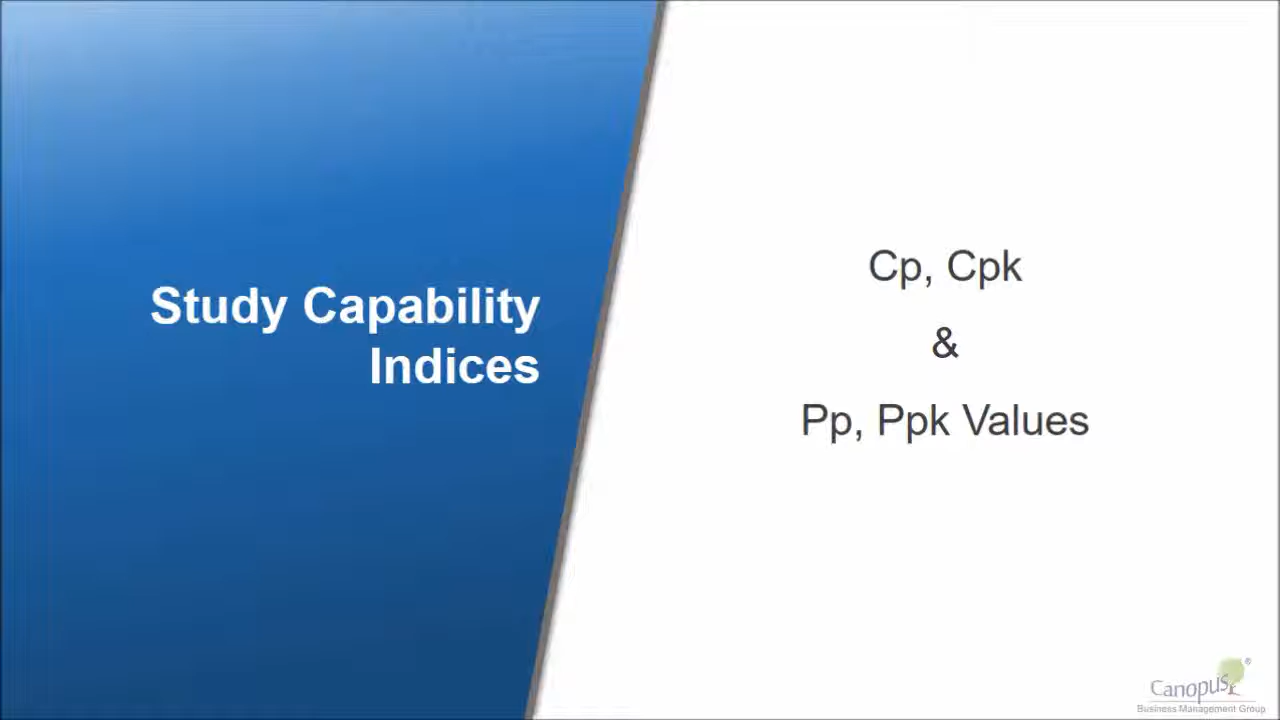 Study Capability
Indices
Cp, Cpk
&
Pp, Ppk Values
Canopus®
Business Management Group